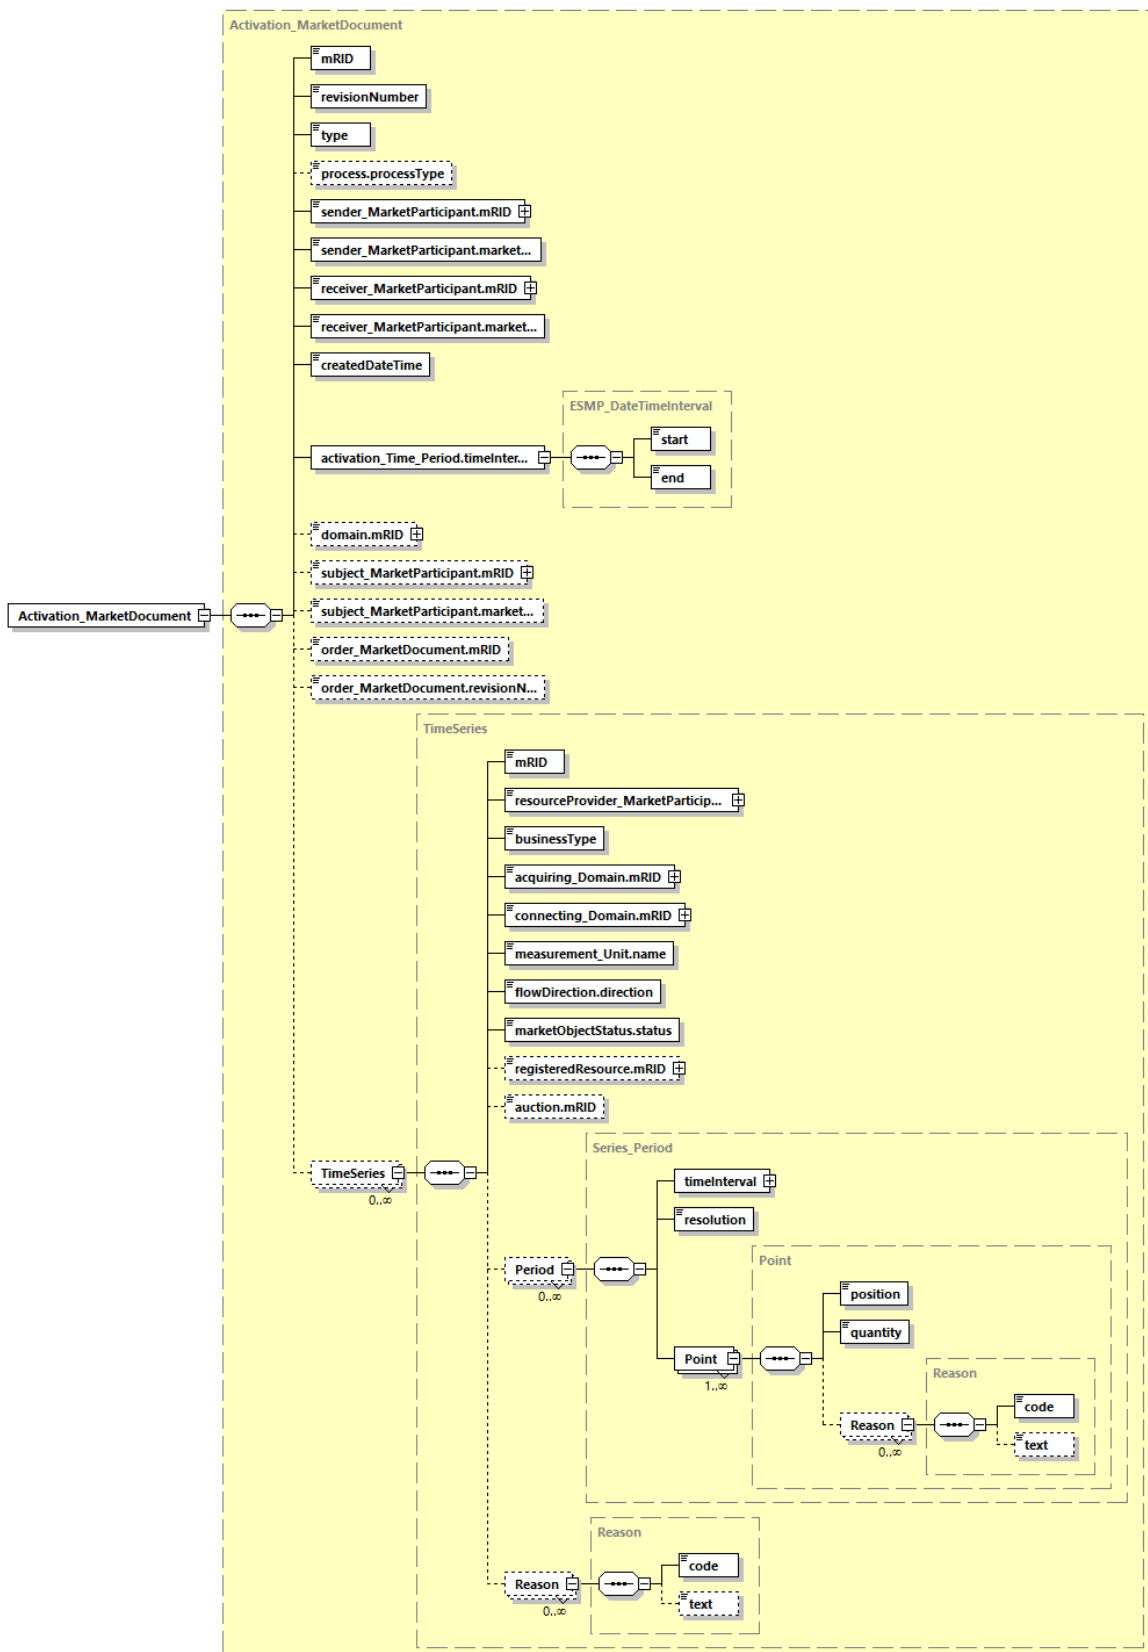 Activation_MarketDocument
mRID
revisionNumber
type
process.processType
sender_MarketParticipant.mRID
sender_MarketParticipant.market...
receiver_MarketParticipant.mRID
receiver_MarketParticipant.market...
createdDateTime
ESMP_DateTimeInterval
start
activation_Time_Period.timeInter...
end
domain.mRID
subject_MarketParticipant.mRID
subject_MarketParticipant.market...
Activation_MarketDocument
order_MarketDocument.mRID
order_MarketDocument.revisionN...
TimeSeries
mRID
resourceProvider_MarketParticip...
businessType
acquiring_Domain.mRID
connecting_Domain.mRID
measurement_Unit.name
flowDirection.direction
marketObjectStatus.status
registeredResource.mRID
auction.mRID
Series_Period
TimeSeries
0..∞
timeInterval
resolution
Point
Period
0..∞
position
quantity
Point
1..∞
Reason
code
Reason
0..∞
text
Reason
code
Reason
0..∞
text